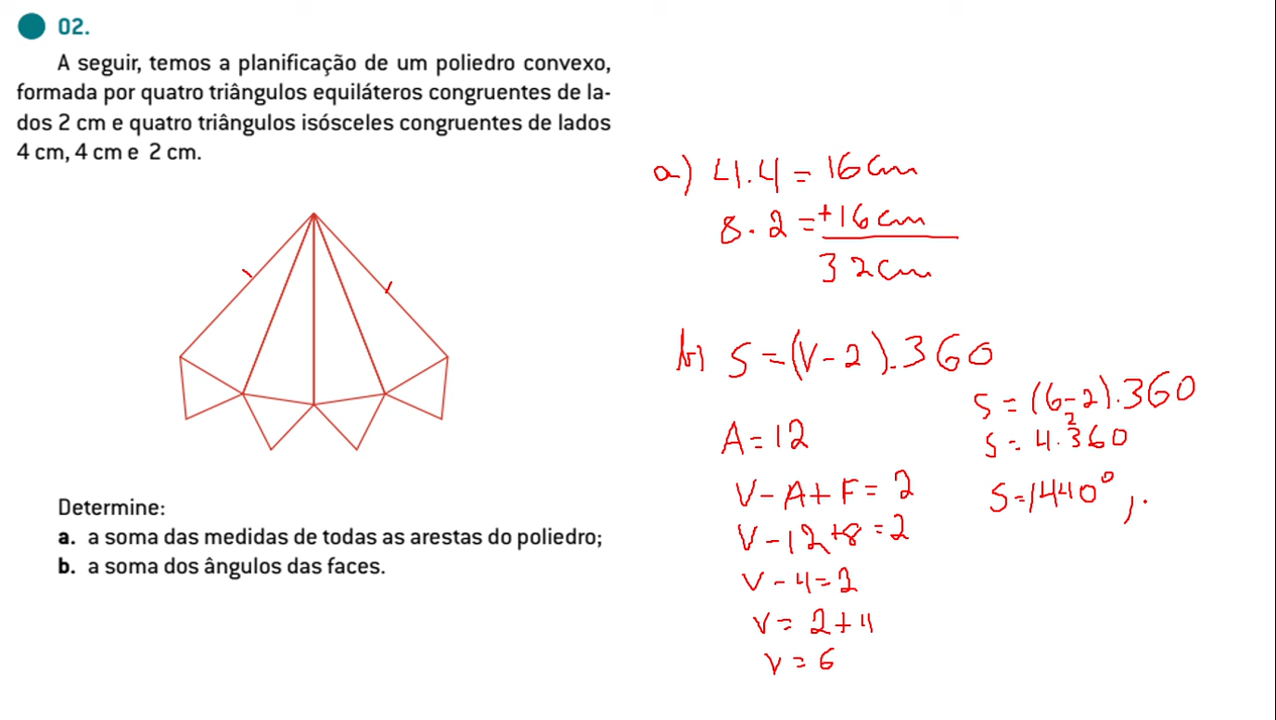 02.
A seguir, temos a planificação de um poliedro convexo,
formada por quatro triângulos equiláteros congruentes de la-
dos 2 cm e quatro triângulos isósceles congruentes de lados
4 cm, 4 cm e 2 cm.
Determine:
a. a soma das medidas de todas as arestas do poliedro;
b. a soma dos ângulos das faces.
a) 4.4 = 16cm
8.2 = +16cm
32cm
b) S = (V-2).360
A = 12
V - A + F = 2
V - 12 + 8 = 2
V - 4 = 2
V = 2 + 4
V = 6
S = (6-2).360
2
S = 4.360
S = 1440°,.